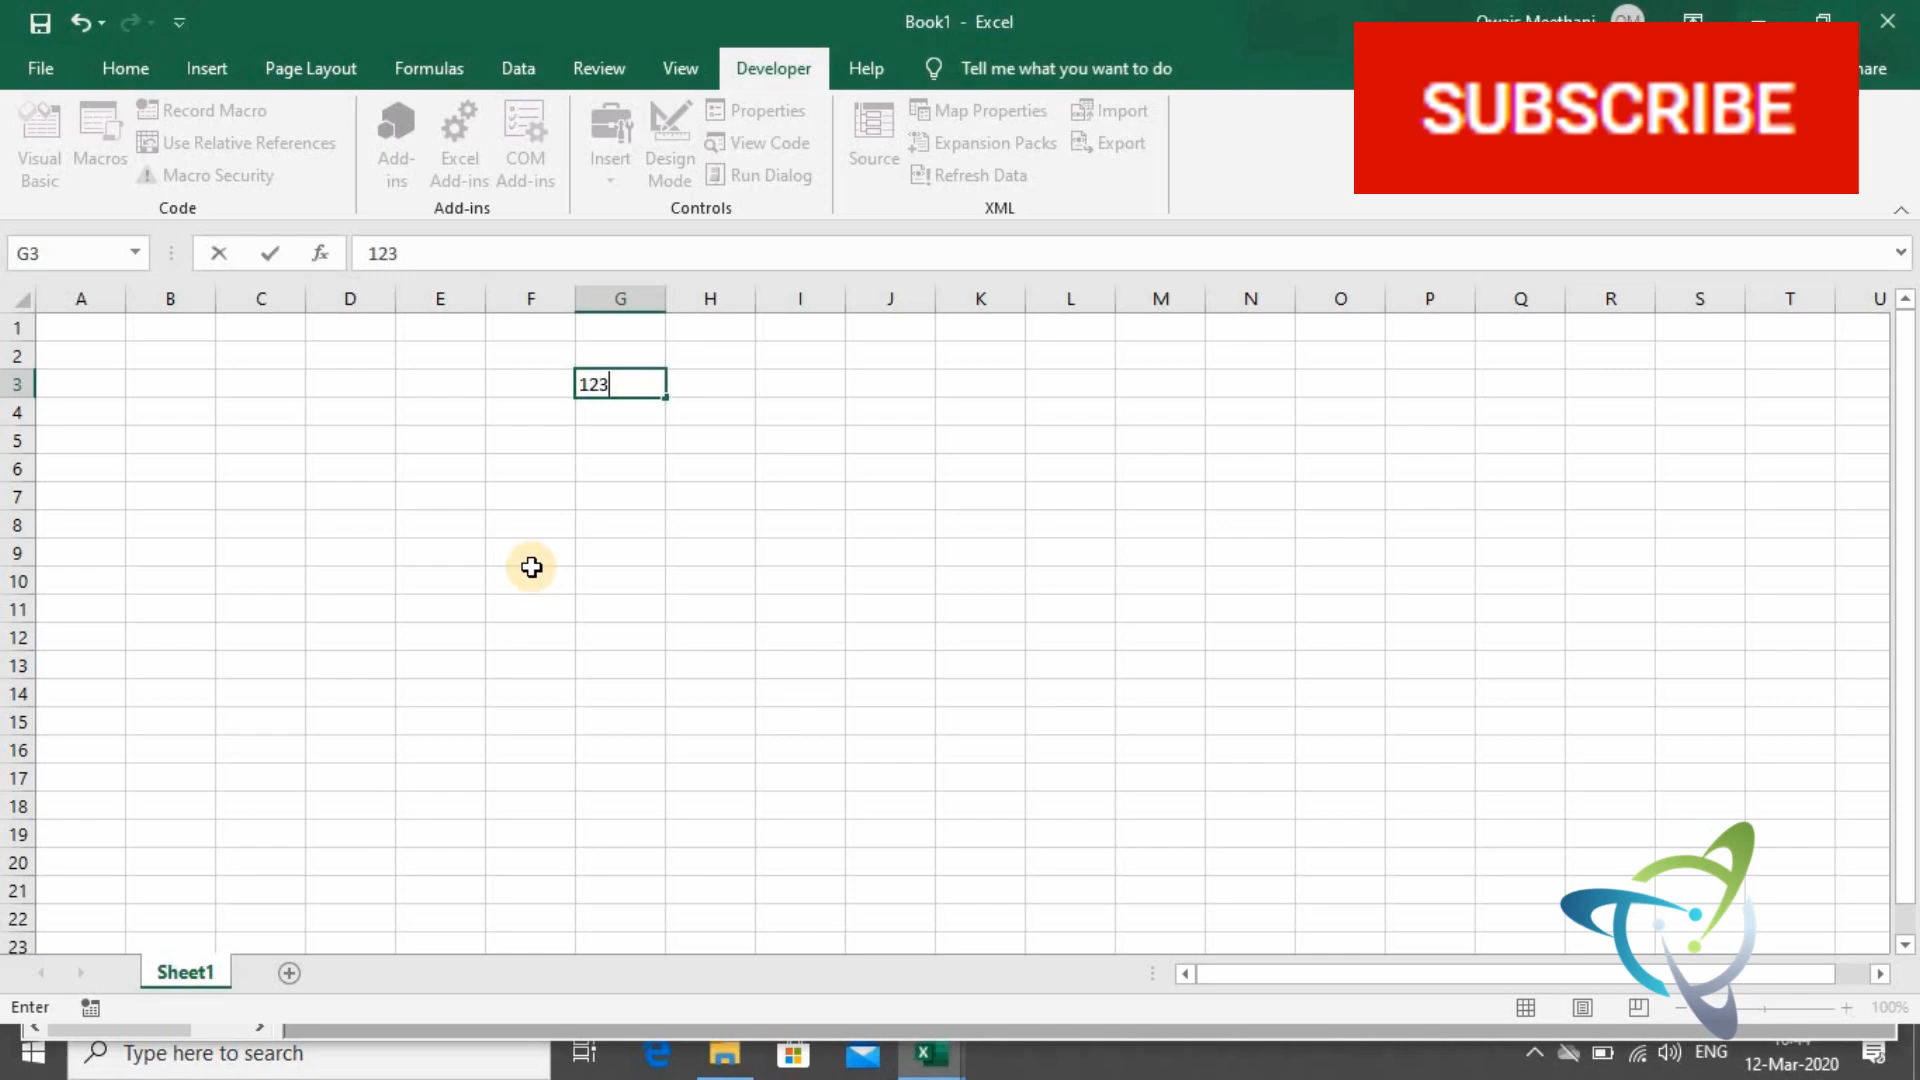 Book1 - Excel
File Home Insert Page Layout Formulas Data Review View Developer Help Tell me what you want to do
SUBSCRIBE
Visual Basic
Macros
Record Macro
Use Relative References
Macro Security
Code
Add-ins
Excel Add-ins
COM Add-ins
Add-ins
Insert
Design Mode
Properties
View Code
Run Dialog
Controls
Source
Map Properties
Expansion Packs
Refresh Data
Import
Export
XML
G3
fx
123
A B C D E F G H I J K L M N O P Q R S T U
1
2
3 123
4
5
6
7
8
9
10
11
12
13
14
15
16
17
18
19
20
21
22
23
Sheet1
Enter
100%
Type here to search
ENG
12-Mar-2020